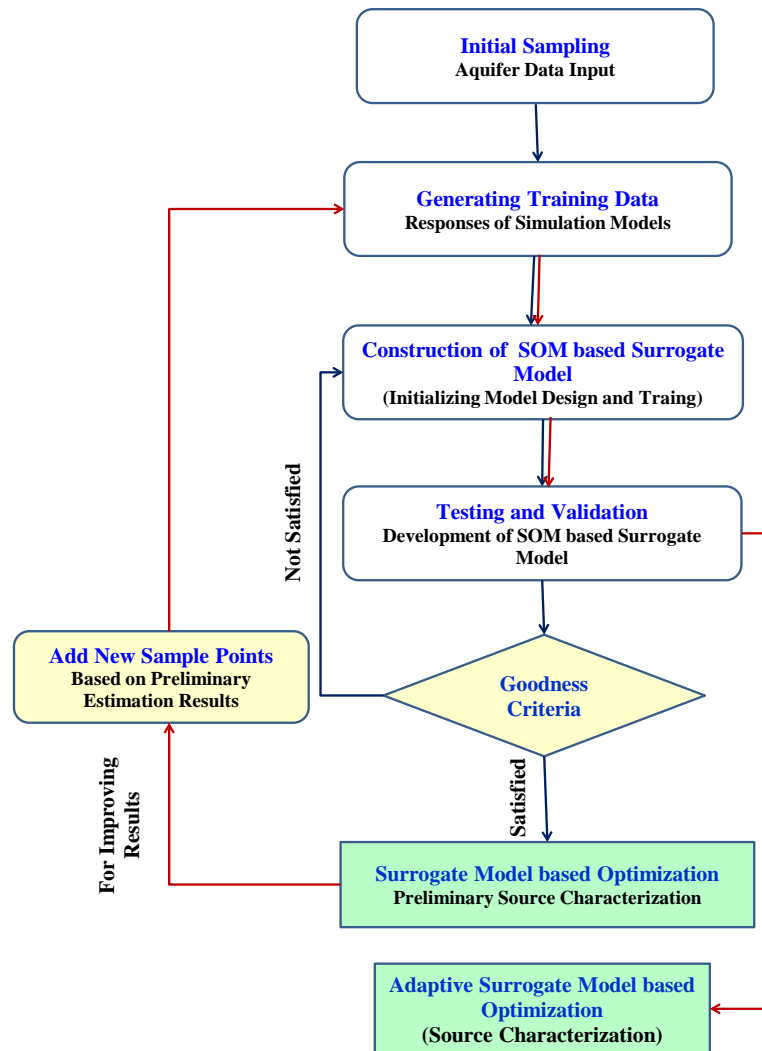 Initial Sampling
Aquifer Data Input
Generating Training Data
Responses of Simulation Models
Construction of SOM based Surrogate
Model
(Initializing Model Design and Traing)
Not Satisfied
Testing and Validation
Development of SOM based Surrogate
Model
Add New Sample Points
Based on Preliminary
Estimation Results
Goodness
Criteria
For Improving
Results
Satisfied
Surrogate Model based Optimization
Preliminary Source Characterization
Adaptive Surrogate Model based
Optimization
(Source Characterization)